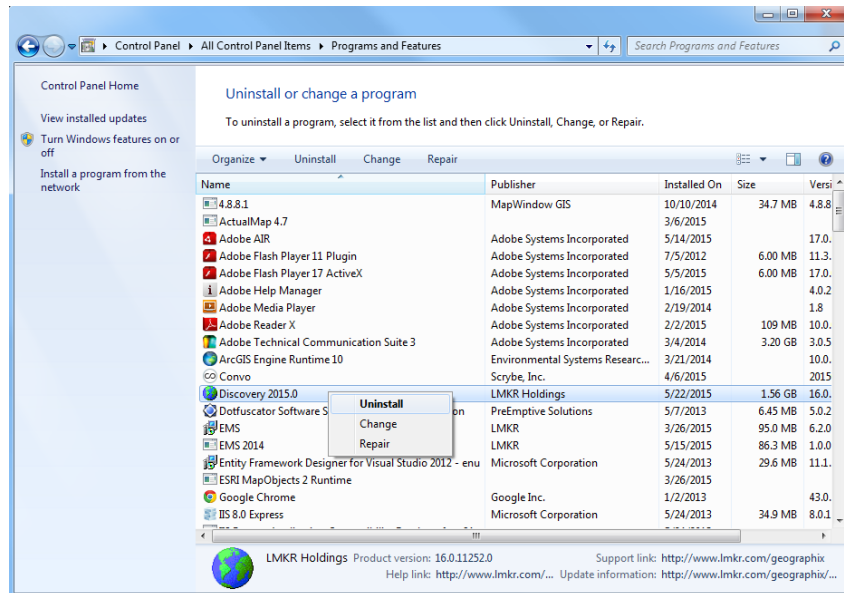 Control Panel All Control Panel Items Programs and Features Search Programs and Features
Control Panel Home
View installed updates
Turn Windows features on or
off
Install a program from the
network
Uninstall or change a program
To uninstall a program, select it from the list and then click Uninstall, Change, or Repair.
Organize Uninstall Change Repair
Name Publisher Installed On Size Versi
4.8.8.1 MapWindow GIS 10/10/2014 34.7 MB 4.8.8
ActualMap 4.7 3/6/2015
Adobe AIR Adobe Systems Incorporated 5/14/2015 17.0.
Adobe Flash Player 11 Plugin Adobe Systems Incorporated 7/5/2012 6.00 MB 11.3.
Adobe Flash Player 17 ActiveX Adobe Systems Incorporated 5/5/2015 6.00 MB 17.0.
Adobe Help Manager Adobe Systems Incorporated 1/16/2015 4.0.2
Adobe Media Player Adobe Systems Incorporated 2/19/2014 1.8
Adobe Reader X Adobe Systems Incorporated 2/2/2015 109 MB 10.0.
Adobe Technical Communication Suite 3 Adobe Systems Incorporated 3/4/2014 3.20 GB 3.0.5
ArcGIS Engine Runtime 10 Environmental Systems Researc... 3/21/2014 10.0.
Convo Scrybe, Inc. 4/6/2015 2015
Discovery 2015.0 LMKR Holdings 5/22/2015 1.56 GB 16.0.
Dotfuscator Software S on PreEmptive Solutions 5/7/2013 6.45 MB 5.0.2
EMS LMKR 3/26/2015 95.0 MB 6.2.0
EMS 2014 LMKR 5/15/2015 86.3 MB 1.0.0
Entity Framework Designer for Visual Studio 2012 - enu Microsoft Corporation 5/24/2013 29.6 MB 11.1.
ESRI MapObjects 2 Runtime 3/26/2015
Google Chrome Google Inc. 1/2/2013 43.0.
IIS 8.0 Express Microsoft Corporation 5/24/2013 34.9 MB 8.0.1
Uninstall
Change
Repair
LMKR Holdings Product version: 16.0.11252.0 Support link: http://www.lmkr.com/geographix
Help link: http://www.lmkr.com/... Update information: http://www.lmkr.com/geographix/...